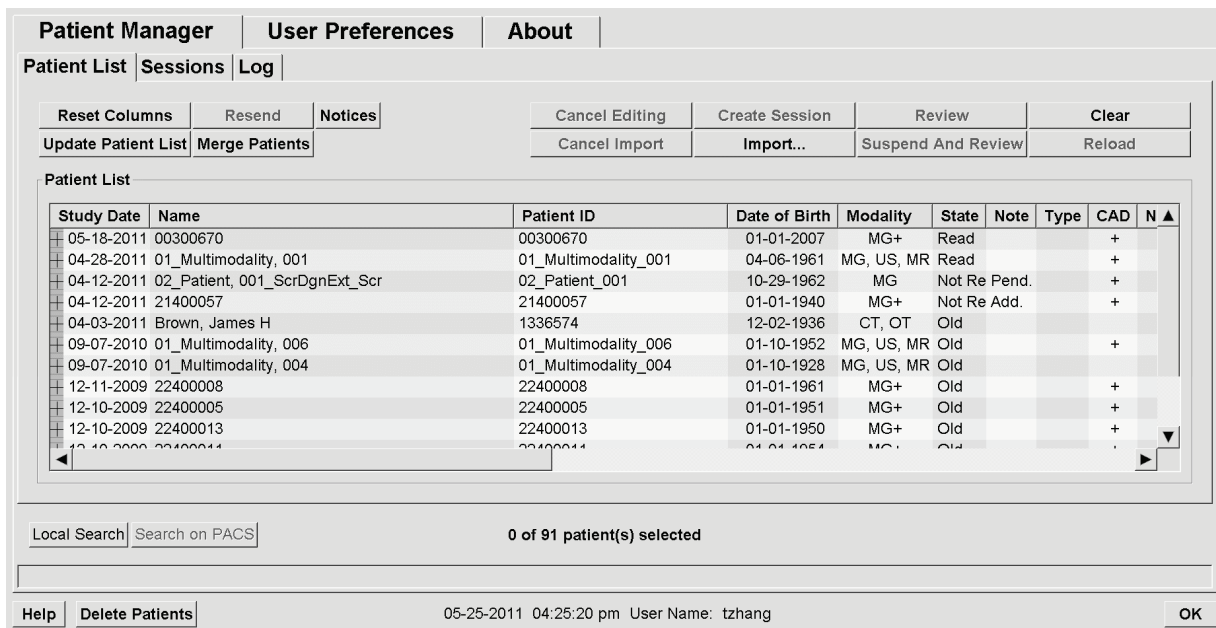 Patient Manager User Preferences About
Patient List Sessions Log
Reset Columns Resend Notices Cancel Editing Create Session Review Clear
Update Patient List Merge Patients Cancel Import Import... Suspend And Review Reload
Patient List
Study Date Name Patient ID Date of Birth Modality State Note Type CAD N
05-18-2011 00300670 00300670 01-01-2007 MG+ Read +
04-28-2011 01_Multimodality, 001 01_Multimodality_001 04-06-1961 MG, US, MR Read +
04-12-2011 02_Patient, 001_ScrDgnExt_Scr 02_Patient_001 10-29-1962 MG Not Re Pend. +
04-12-2011 21400057 21400057 01-01-1940 MG+ Not Re Add. +
04-03-2011 Brown, James H 1336574 12-02-1936 CT, OT Old
09-07-2010 01_Multimodality, 006 01_Multimodality_006 01-10-1952 MG, US, MR Old +
09-07-2010 01_Multimodality, 004 01_Multimodality_004 01-10-1928 MG, US, MR Old
12-11-2009 22400008 22400008 01-01-1961 MG+ Old +
12-10-2009 22400005 22400005 01-01-1951 MG+ Old +
12-10-2009 22400013 22400013 01-01-1950 MG+ Old +
Local Search Search on PACS 0 of 91 patient(s) selected
Help Delete Patients 05-25-2011 04:25:20 pm User Name: tzhang OK